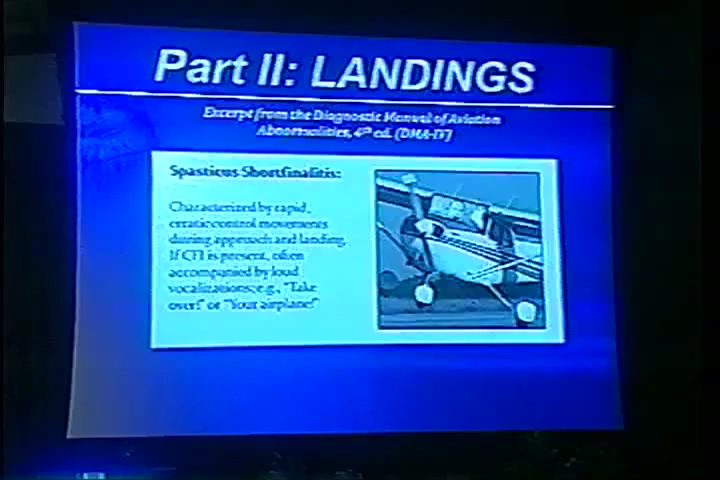 Part II: LANDINGS
Excerpt from the Diagnostic Manual of Aviation
Abnormalities, 4th ed. (DMA-IV)
Spasticus Shortfinalitis:
Characterized by rapid,
erratic control movements
during approach and landing.
If CFI is present, often
accompanied by loud
vocalizations; e.g., "Take
over!" or "Your airplane!"